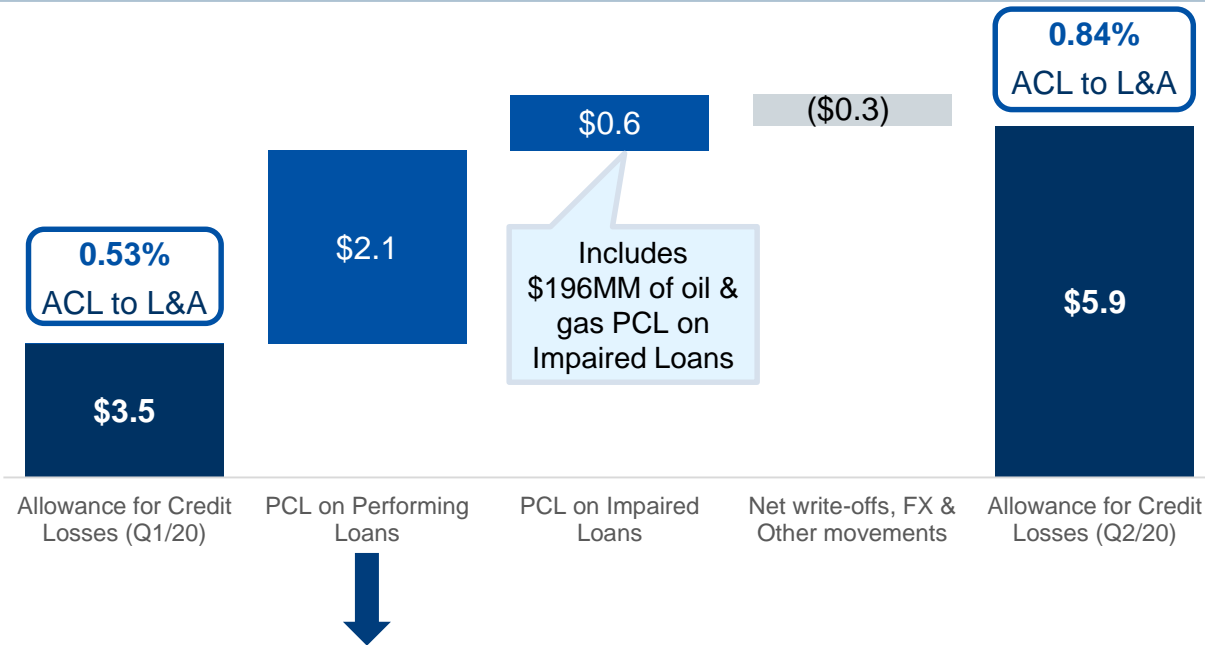 0.84%
ACL to L&A
$0.6
($0.3)
0.53%
ACL to L&A
$2.1
Includes
$196MM of oil &
gas PCL on
Impaired Loans
$5.9
$3.5
Allowance for Credit
Losses (Q1/20)
PCL on Performing
Loans
PCL on Impaired
Loans
Net write-offs, FX &
Other movements
Allowance for Credit
Losses (Q2/20)